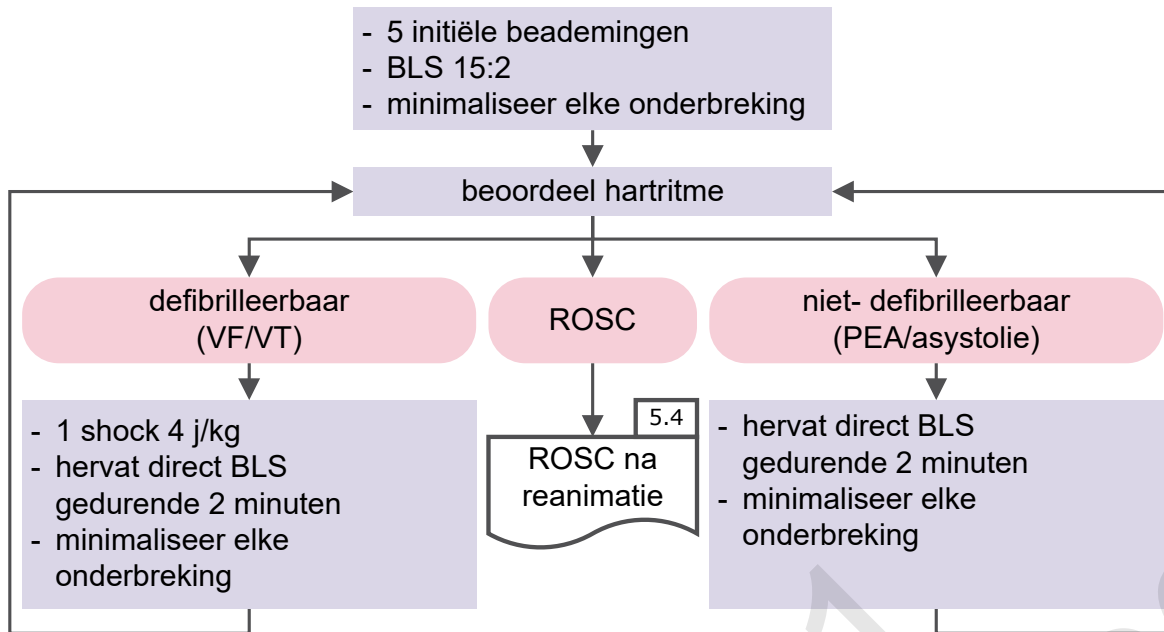 - 5 initiële beademingen
- BLS 15:2
- minimaliseer elke onderbreking
beoordeel hartritme
defibrilleerbaar
(VF/VT)
ROSC
niet- defibrilleerbaar
(PEA/asystolie)
- 1 shock 4 j/kg
- hervat direct BLS
gedurende 2 minuten
- minimaliseer elke
onderbreking
5.4
ROSC na
reanimatie
- hervat direct BLS
gedurende 2 minuten
- minimaliseer elke
onderbreking